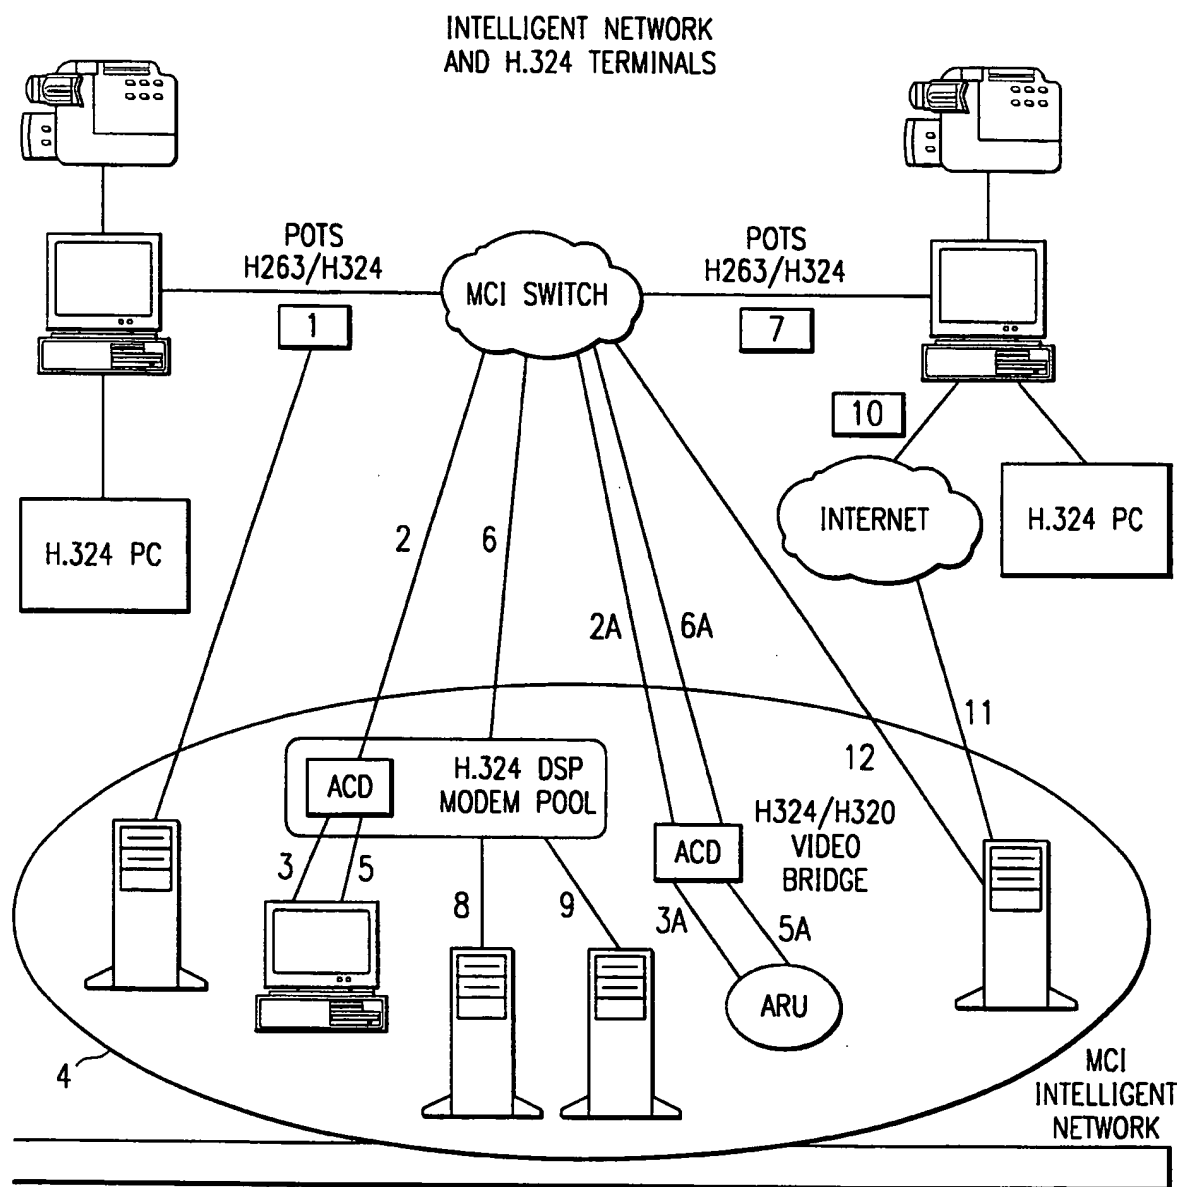 INTELLIGENT NETWORK
AND H.324 TERMINALS
POTS
H263/H324
MCI SWITCH
POTS
H263/H324
1
7
10
H.324 PC
INTERNET
H.324 PC
2
6
2A
6A
11
12
ACD
H.324 DSP
MODEM POOL
ACD
H324/H320
VIDEO
BRIDGE
3
5
8
9
3A
5A
ARU
4
MCI
INTELLIGENT
NETWORK